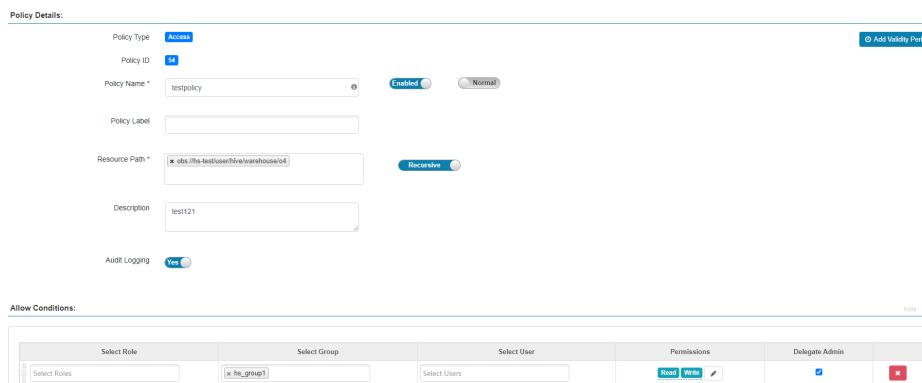 Policy Details:
Policy Type Access
Add Validity Peri
Policy ID 54
Policy Name * testpolicy Enabled Normal
Policy Label
Resource Path * × obs://hs-test/user/hive/warehouse/o4 Recursive
Description test121
Audit Logging Yes
Allow Conditions: hide
Select Role Select Group Select User Permissions Delegate Admin
Select Roles × hs_group1 Select Users Read Write